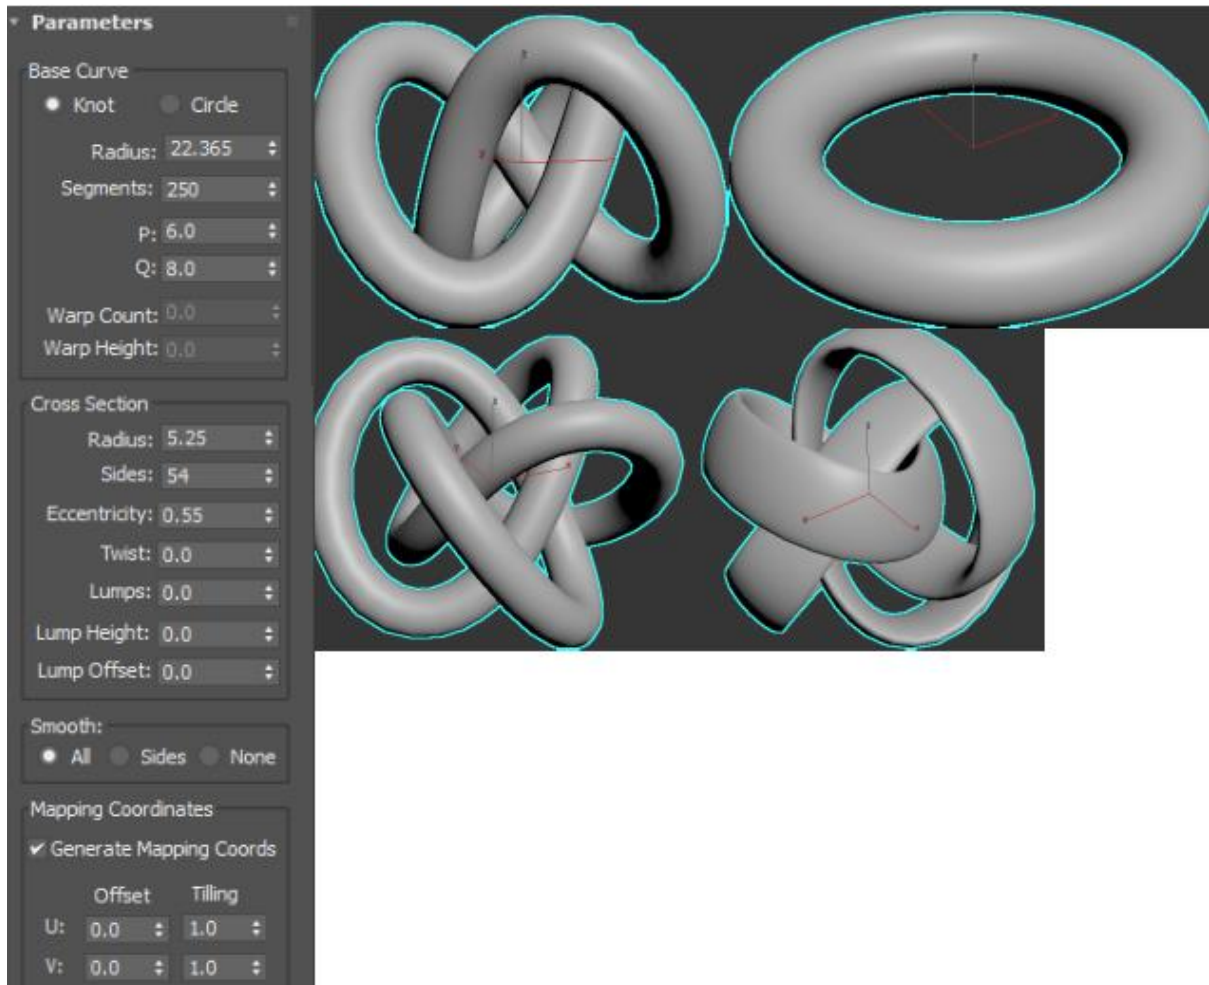 Parameters
Base Curve
Knot Circle
Radius: 22.365
Segments: 250
P: 6.0
Q: 8.0
Warp Count: 0.0
Warp Height: 0.0
Cross Section
Radius: 5.25
Sides: 54
Eccentricity: 0.55
Twist: 0.0
Lumps: 0.0
Lump Height: 0.0
Lump Offset: 0.0
Smooth:
All Sides None
Mapping Coordinates
Generate Mapping Coords
Offset Tilling
U: 0.0 1.0
V: 0.0 1.0